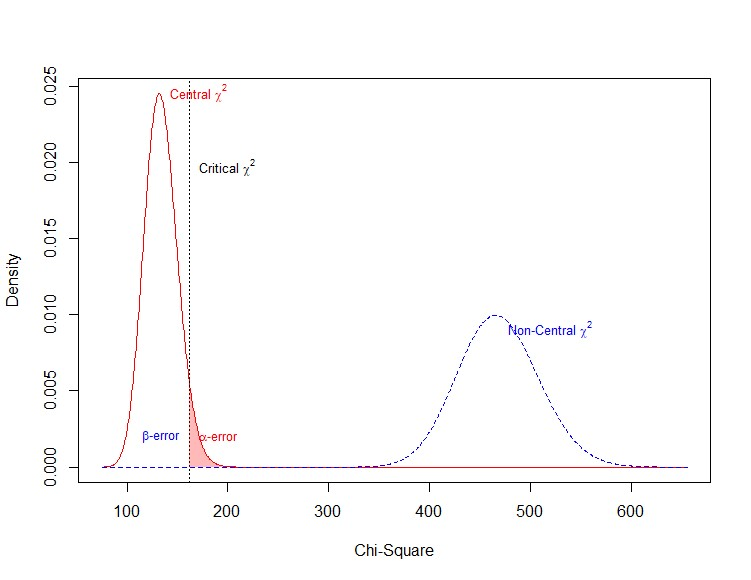 0.025
0.020
0.015
0.010
0.005
0.000
Density
Central χ²
Critical χ²
Non-Central χ²
β-error
α-error
100
200
300
400
500
600
Chi-Square